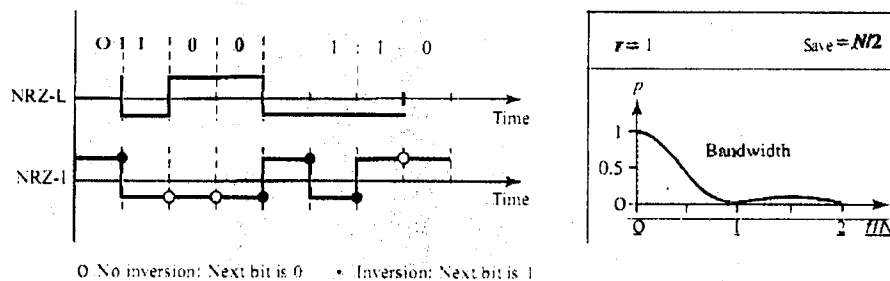 0 1 0 0 1 1 0
r = 1 Save = N/2
NRZ-L
Time
NRZ-I
Time
O No inversion: Next bit is 0 • Inversion: Next bit is 1
P
1
Bandwidth
0.5
0
0 1 2 f/N